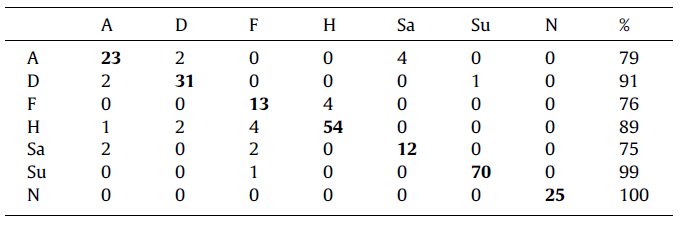 A D F H Sa Su N %
A 23 2 0 0 4 0 0 79
D 2 31 0 0 0 1 0 91
F 0 0 13 4 0 0 0 76
H 1 2 4 54 0 0 0 89
Sa 2 0 2 0 12 0 0 75
Su 0 0 1 0 0 70 0 99
N 0 0 0 0 0 0 25 100